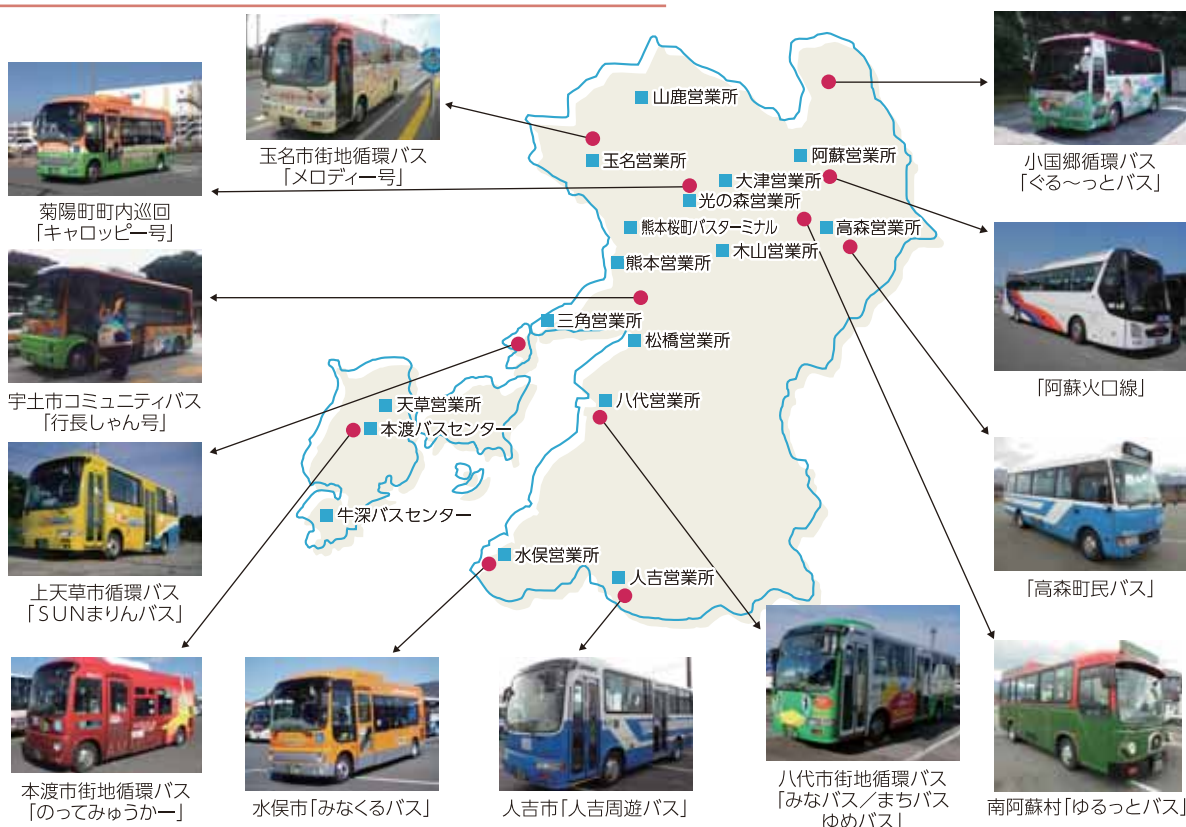 玉名市街地循環バス
「メロディー号」
菊陽町町内巡回
「キャロッピー号」
宇土市コミュニティバス
「行長しゃん号」
上天草市循環バス
「SUNまりんバス」
本渡市街地循環バス
「のってみゅうかー」
水俣市「みなくるバス」
人吉市「人吉周遊バス」
八代市街地循環バス
「みなバス／まちバス
ゆめバス」
南阿蘇村「ゆるっとバス」
「高森町民バス」
「阿蘇火口線」
小国郷循環バス
「ぐる〜っとバス」
山鹿営業所
玉名営業所
阿蘇営業所
大津営業所
光の森営業所
熊本桜町バスターミナル
高森営業所
木山営業所
熊本営業所
三角営業所
松橋営業所
天草営業所
本渡バスセンター
八代営業所
牛深バスセンター
水俣営業所
人吉営業所